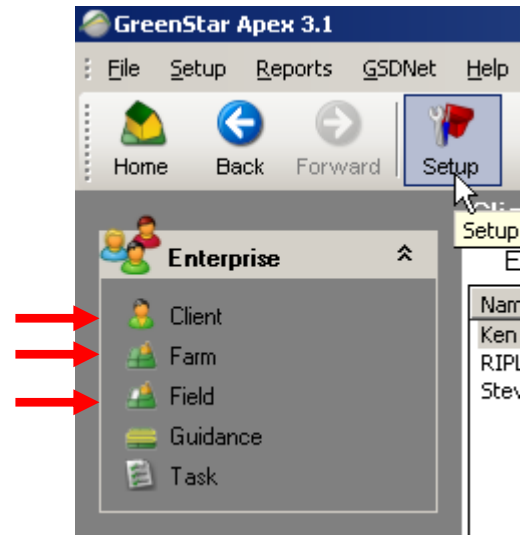 GreenStar Apex 3.1
File Setup Reports GSDNet Help
Home Back Forward Setup
Setup
Enterprise
Client
Farm
Field
Guidance
Task
Ken